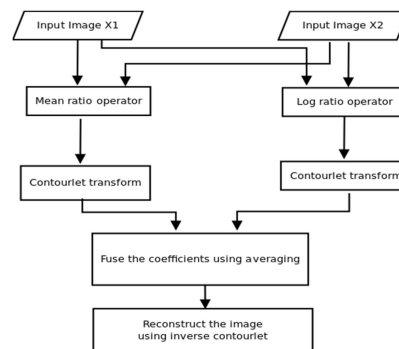 Input Image X1
Input Image X2
Mean ratio operator
Log ratio operator
Contourlet transform
Contourlet transform
Fuse the coefficients using averaging
Reconstruct the image
using inverse contourlet